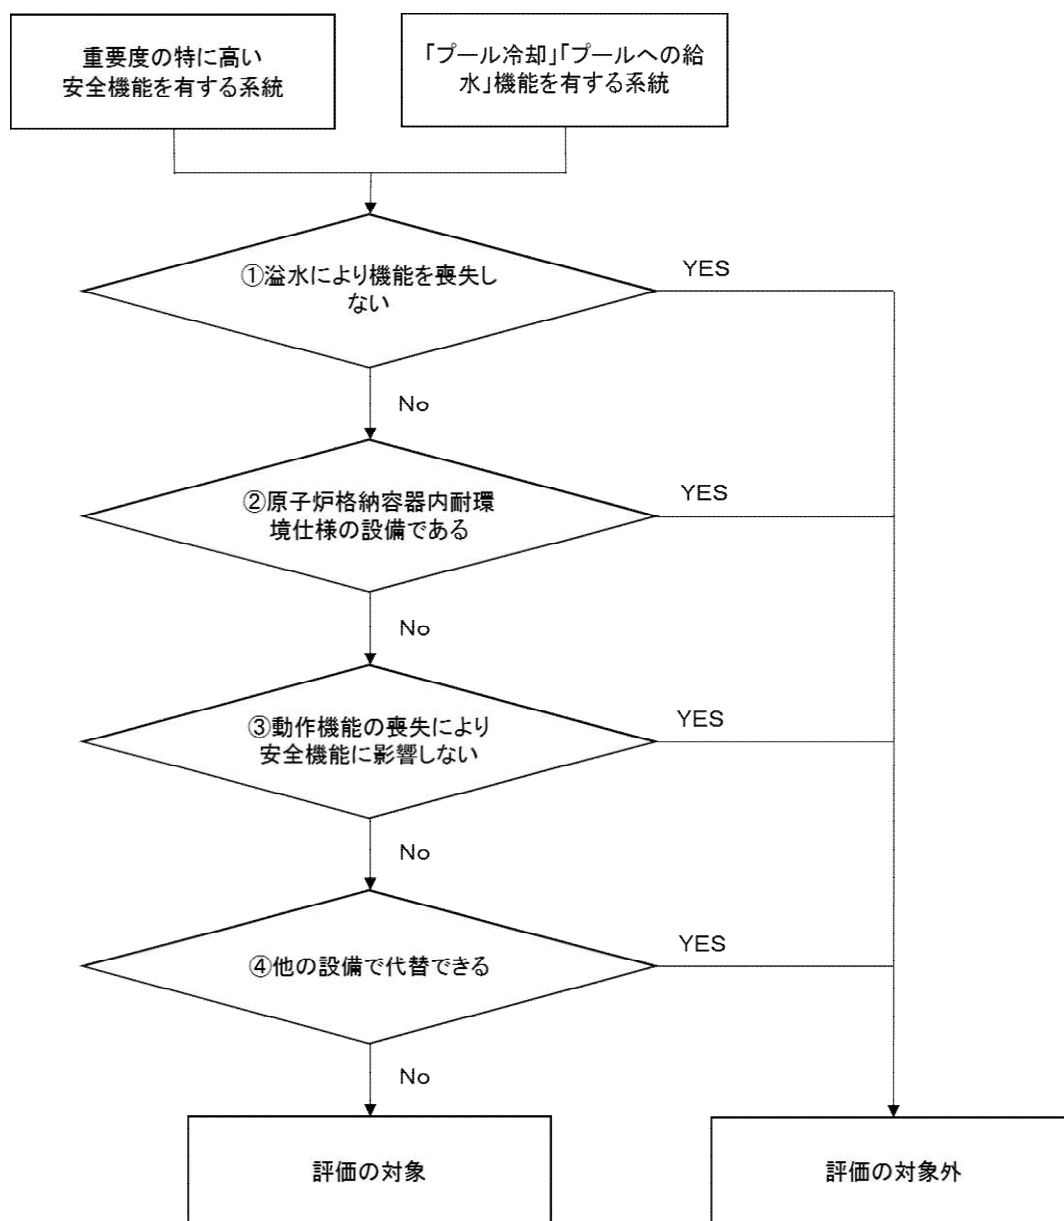 重要度の特に高い
安全機能を有する系統
「プール冷却」「プールへの給
水」機能を有する系統
①溢水により機能を喪失し
ない
YES
No
②原子炉格納容器内耐環
境仕様の設備である
YES
No
③動作機能の喪失により
安全機能に影響しない
YES
No
④他の設備で代替できる
YES
No
評価の対象
評価の対象外